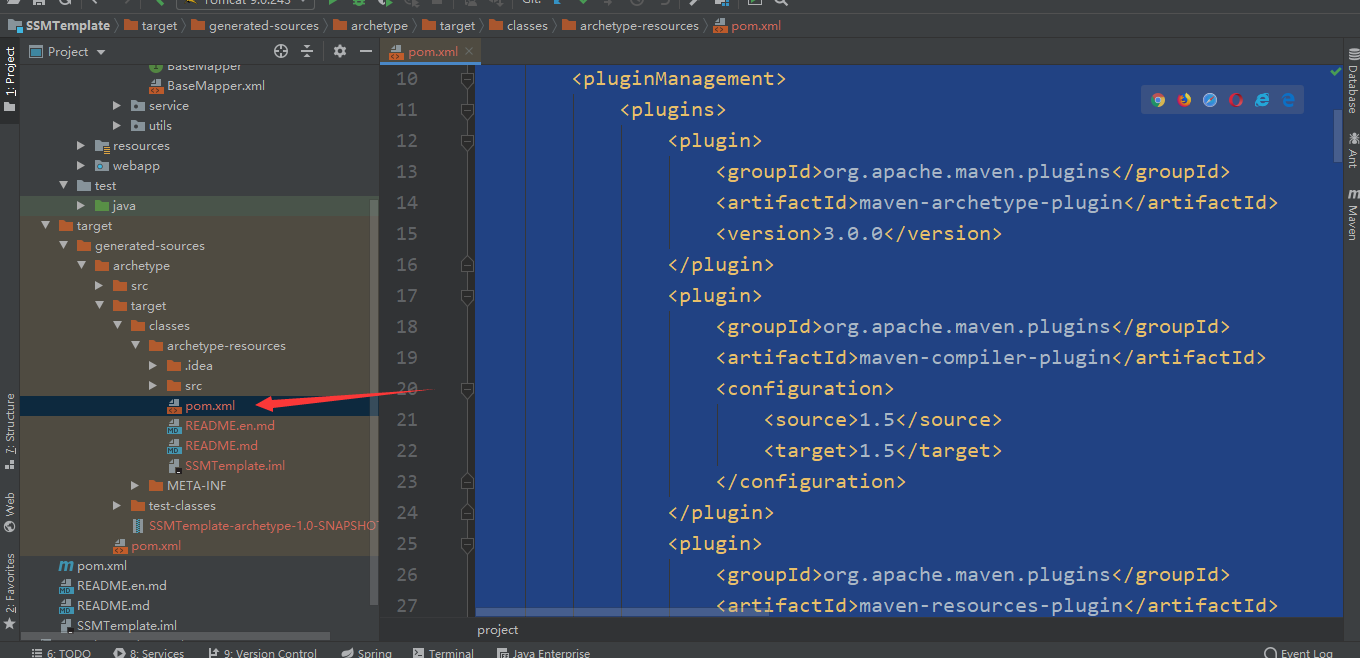 Tomcat 9.0.243
Git:
SSMTemplate target generated-sources archetype target classes archetype-resources pom.xml
1: Project
7: Structure
Web
2: Favorites
Project
BaseMapper
BaseMapper.xml
service
utils
resources
webapp
test
java
target
generated-sources
archetype
src
target
classes
archetype-resources
.idea
src
pom.xml
README.en.md
README.md
SSMTemplate.iml
META-INF
test-classes
SSMTemplate-archetype-1.0-SNAPSHOT
pom.xml
pom.xml
README.en.md
README.md
SSMTemplate.iml
pom.xml
10 <pluginManagement>
11 <plugins>
12 <plugin>
13 <groupId>org.apache.maven.plugins</groupId>
14 <artifactId>maven-archetype-plugin</artifactId>
15 <version>3.0.0</version>
16 </plugin>
17 <plugin>
18 <groupId>org.apache.maven.plugins</groupId>
19 <artifactId>maven-compiler-plugin</artifactId>
20 <configuration>
21 <source>1.5</source>
22 <target>1.5</target>
23 </configuration>
24 </plugin>
25 <plugin>
26 <groupId>org.apache.maven.plugins</groupId>
27 <artifactId>maven-resources-plugin</artifactId>
project
Database
Ant
Maven
6: TODO 8: Services 9: Version Control Spring Terminal Java Enterprise Event Log